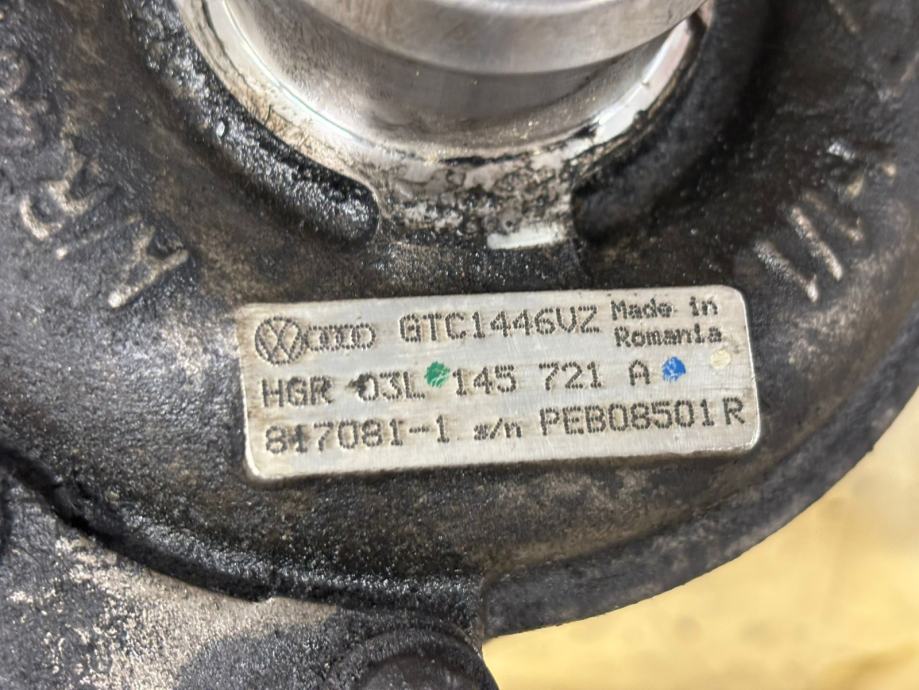 GTC1446VZ Made in
Romania
HGR 03L 145 721 A
817081-1 s/n PEB08501R